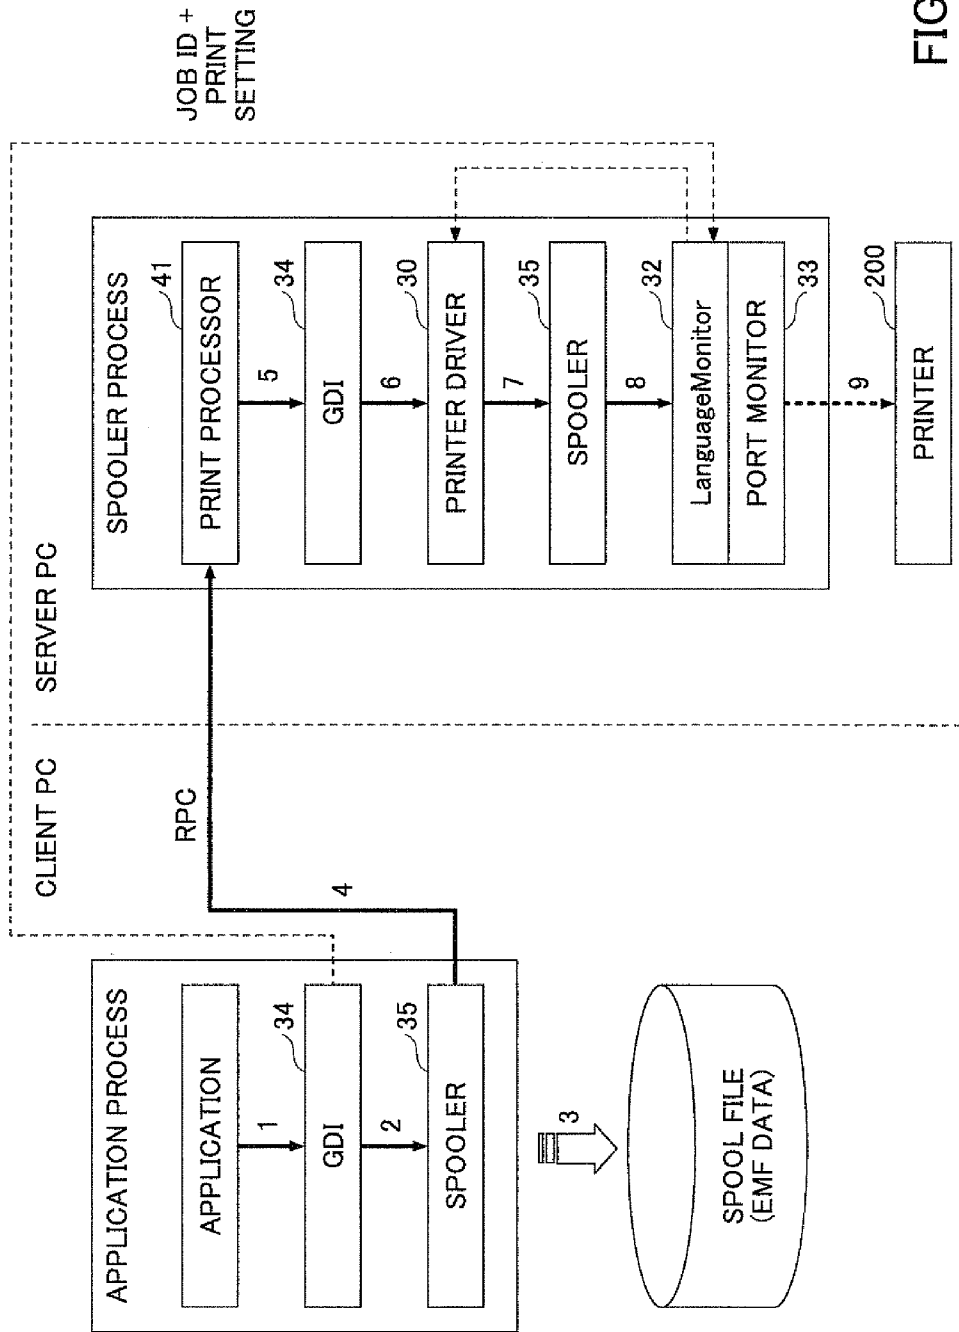 CLIENT PC
SERVER PC
JOB ID +
PRINT
SETTING
APPLICATION PROCESS
APPLICATION
1
34
GDI
2
35
SPOOLER
3
SPOOL FILE
(EMF DATA)
4
RPC
SPOOLER PROCESS
41
PRINT PROCESSOR
5
34
GDI
6
30
PRINTER DRIVER
7
35
SPOOLER
8
32
LanguageMonitor
PORT MONITOR
33
9
200
PRINTER
FIG